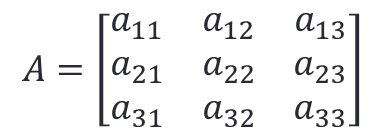 a₁₁ a₁₂ a₁₃
A = a₂₁ a₂₂ a₂₃
a₃₁ a₃₂ a₃₃